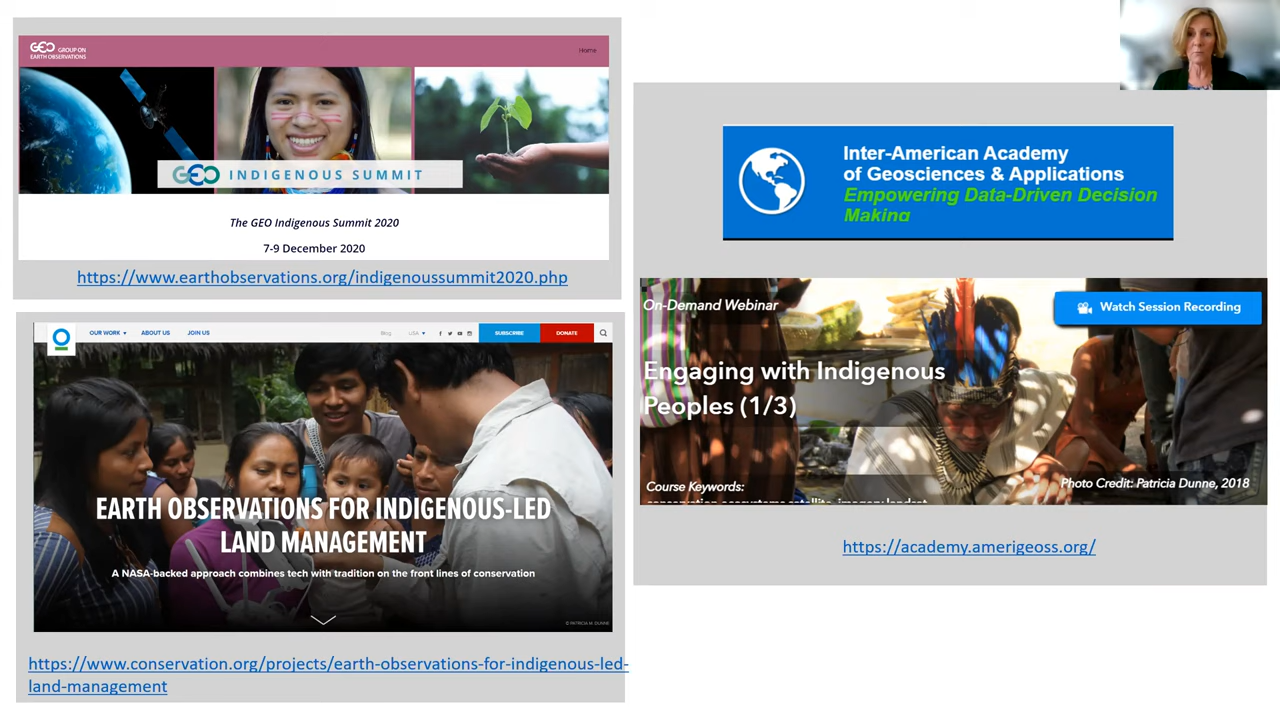 GEO GROUP ON
EARTH OBSERVATIONS
Home
GEO INDIGENOUS SUMMIT
The GEO Indigenous Summit 2020
7-9 December 2020
https://www.earthobservations.org/indigenoussummit2020.php
OUR WORK ABOUT US JOIN US Blog USA SUBSCRIBE DONATE
EARTH OBSERVATIONS FOR INDIGENOUS-LED
LAND MANAGEMENT
A NASA-backed approach combines tech with tradition on the front lines of conservation
© PATRICIA M. DUNNE
https://www.conservation.org/projects/earth-observations-for-indigenous-led-
land-management
Inter-American Academy
of Geosciences & Applications
Empowering Data-Driven Decision
Making
On-Demand Webinar
Watch Session Recording
Engaging with Indigenous
Peoples (1/3)
Course Keywords:
Photo Credit: Patricia Dunne, 2018
https://academy.amerigeoss.org/